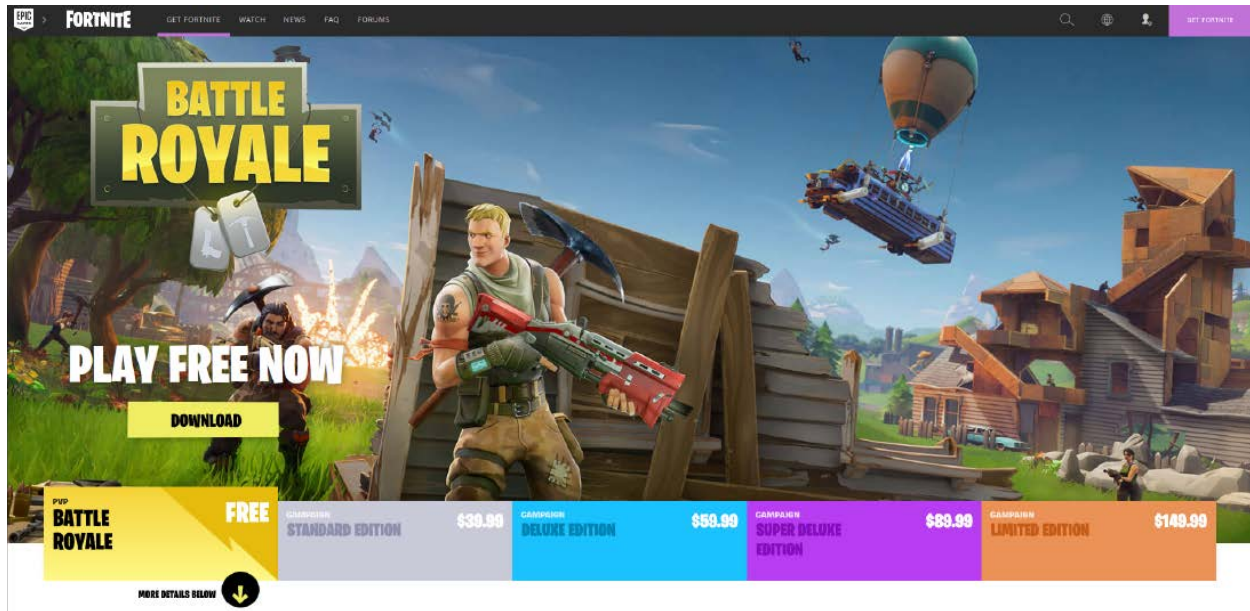 EPIC
GAMES
FORTNITE
GET FORTNITE WATCH NEWS FAQ FORUMS
GET FORTNITE
BATTLE
ROYALE
PLAY FREE NOW
DOWNLOAD
PVP
BATTLE
ROYALE
FREE
CAMPAIGN
STANDARD EDITION
$39.99
CAMPAIGN
DELUXE EDITION
$59.99
CAMPAIGN
SUPER DELUXE
EDITION
$89.99
CAMPAIGN
LIMITED EDITION
$149.99
MORE DETAILS BELOW